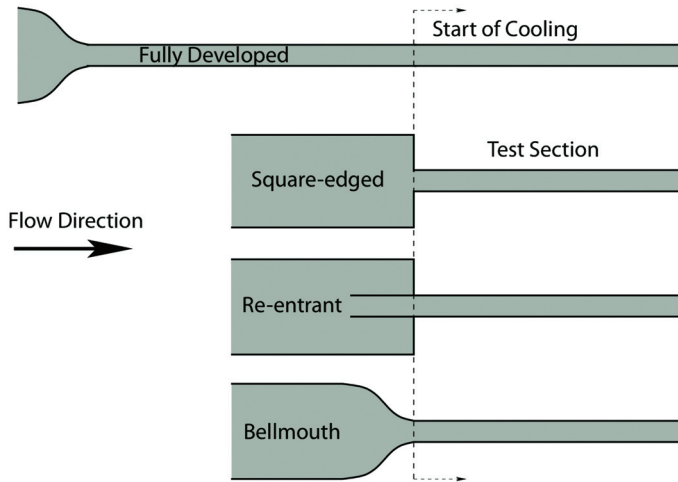 Start of Cooling
Fully Developed
Test Section
Square-edged
Flow Direction
Re-entrant
Bellmouth